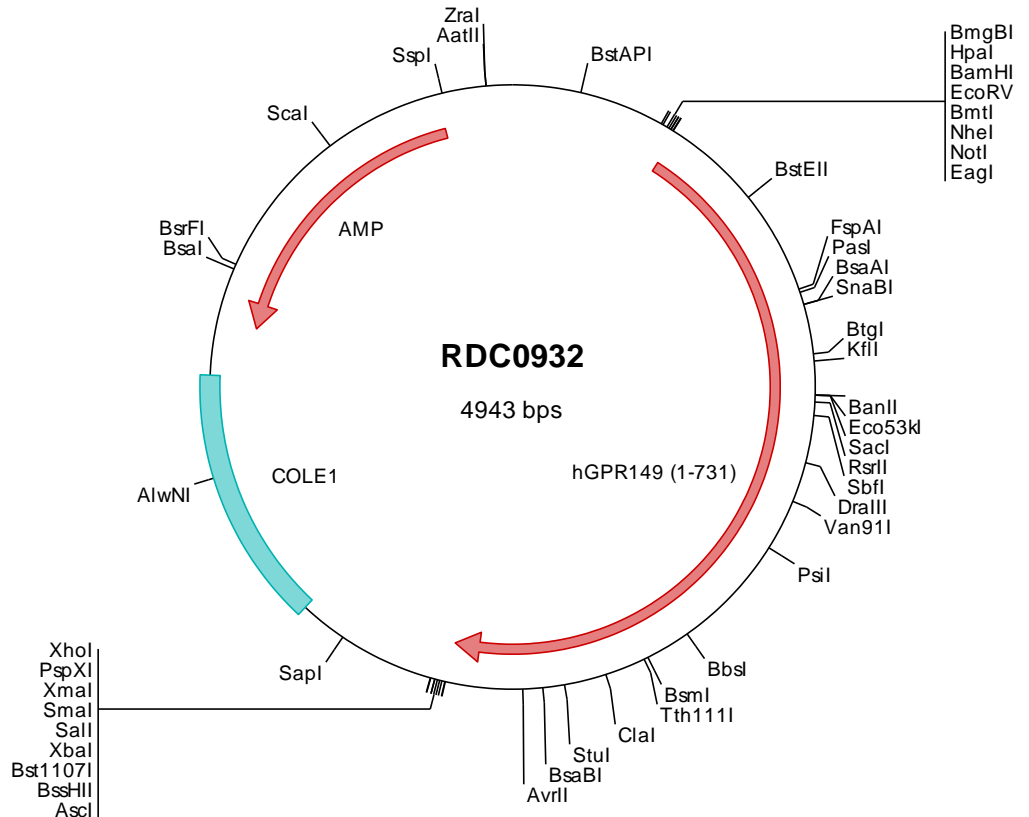 ZraI
AatII
SspI
BstAPI
ScaI
BmgBI
HpaI
BamHI
EcoRV
BmtI
NheI
NotI
EagI
BstEII
AMP
BsrFI
BsaI
FspAI
PasI
BsaAI
SnaBI
BtgI
KflI
RDC0932
4943 bps
BanII
Eco53kI
SacI
RsrII
SbfI
DraIII
Van91I
hGPR149 (1-731)
COLE1
AlwNI
PsiI
BbsI
BsmI
Tth111I
ClaI
StuI
BsaBI
AvrII
SapI
XhoI
PspXI
XmaI
SmaI
SalI
XbaI
Bst1107I
BssHII
AscI